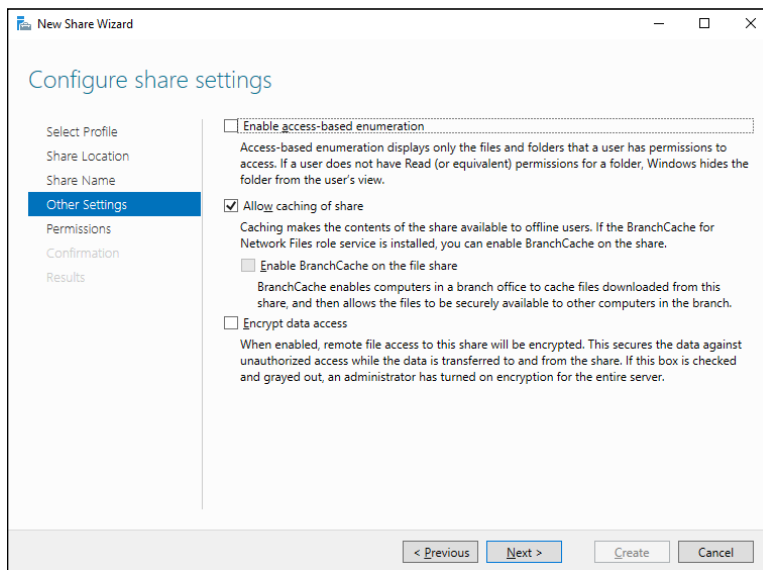 New Share Wizard
Configure share settings
Select Profile
Share Location
Share Name
Other Settings
Permissions
Confirmation
Results
Enable access-based enumeration
Access-based enumeration displays only the files and folders that a user has permissions to
access. If a user does not have Read (or equivalent) permissions for a folder, Windows hides the
folder from the user's view.
Allow caching of share
Caching makes the contents of the share available to offline users. If the BranchCache for
Network Files role service is installed, you can enable BranchCache on the share.
Enable BranchCache on the file share
BranchCache enables computers in a branch office to cache files downloaded from this
share, and then allows the files to be securely available to other computers in the branch.
Encrypt data access
When enabled, remote file access to this share will be encrypted. This secures the data against
unauthorized access while the data is transferred to and from the share. If this box is checked
and grayed out, an administrator has turned on encryption for the entire server.
< Previous
Next >
Create
Cancel